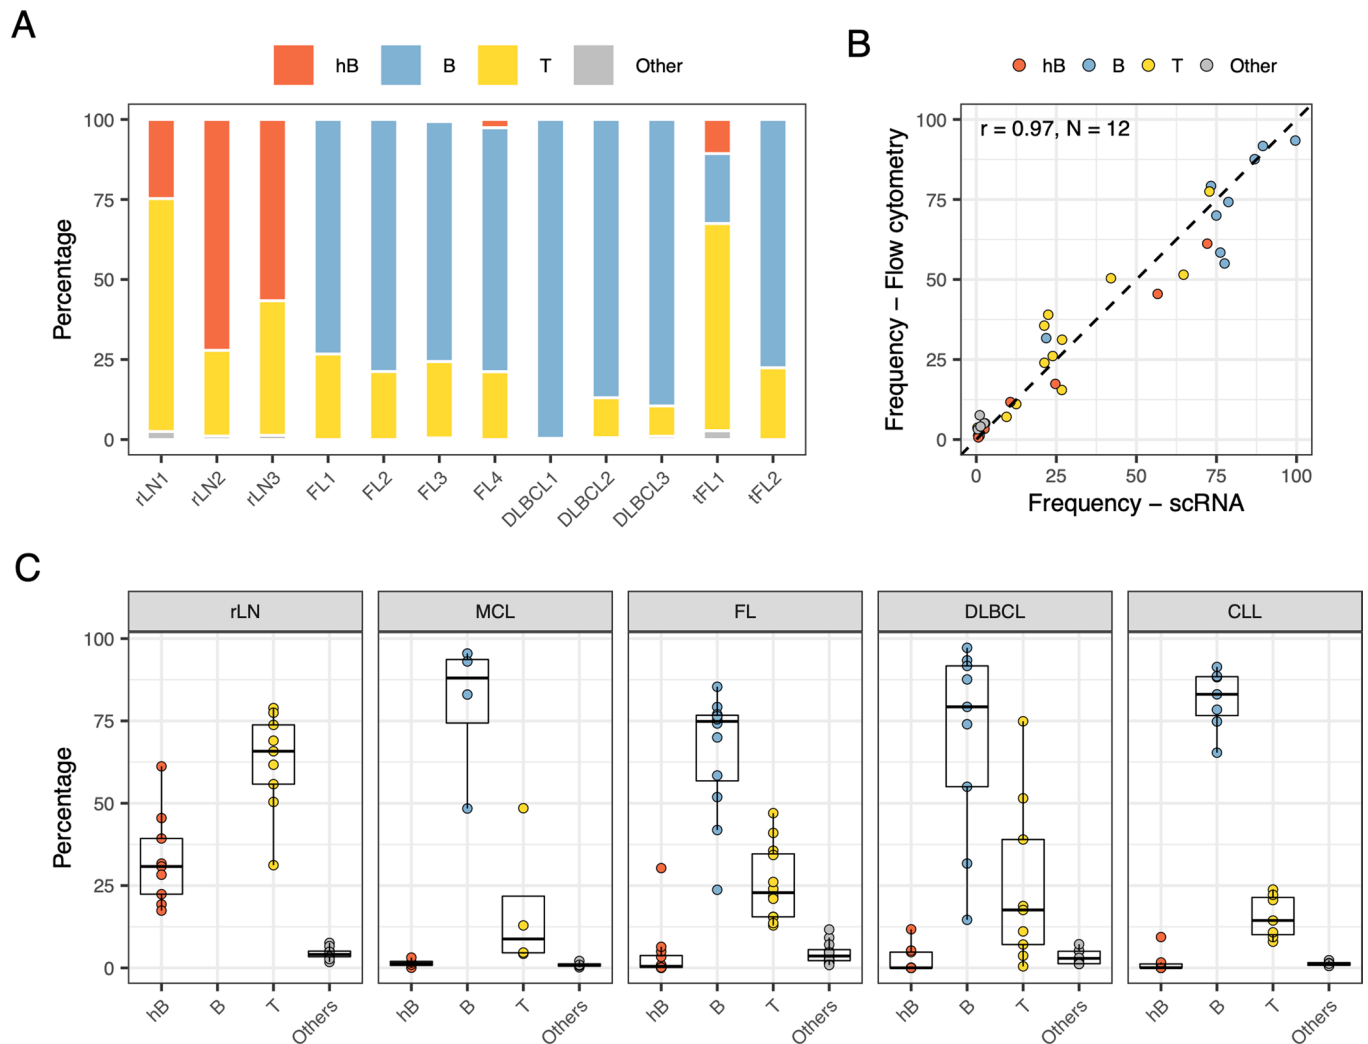 A
hB B T Other
Percentage
100
75
50
25
0
rLN1 rLN2 rLN3 FL1 FL2 FL3 FL4 DLBCL1 DLBCL2 DLBCL3 tFL1 tFL2
B
hB B T Other
r = 0.97, N = 12
Frequency – Flow cytometry
100
75
50
25
0
0 25 50 75 100
Frequency – scRNA
C
rLN MCL FL DLBCL CLL
Percentage
100
75
50
25
0
hB B T Others hB B T Others hB B T Others hB B T Others hB B T Others